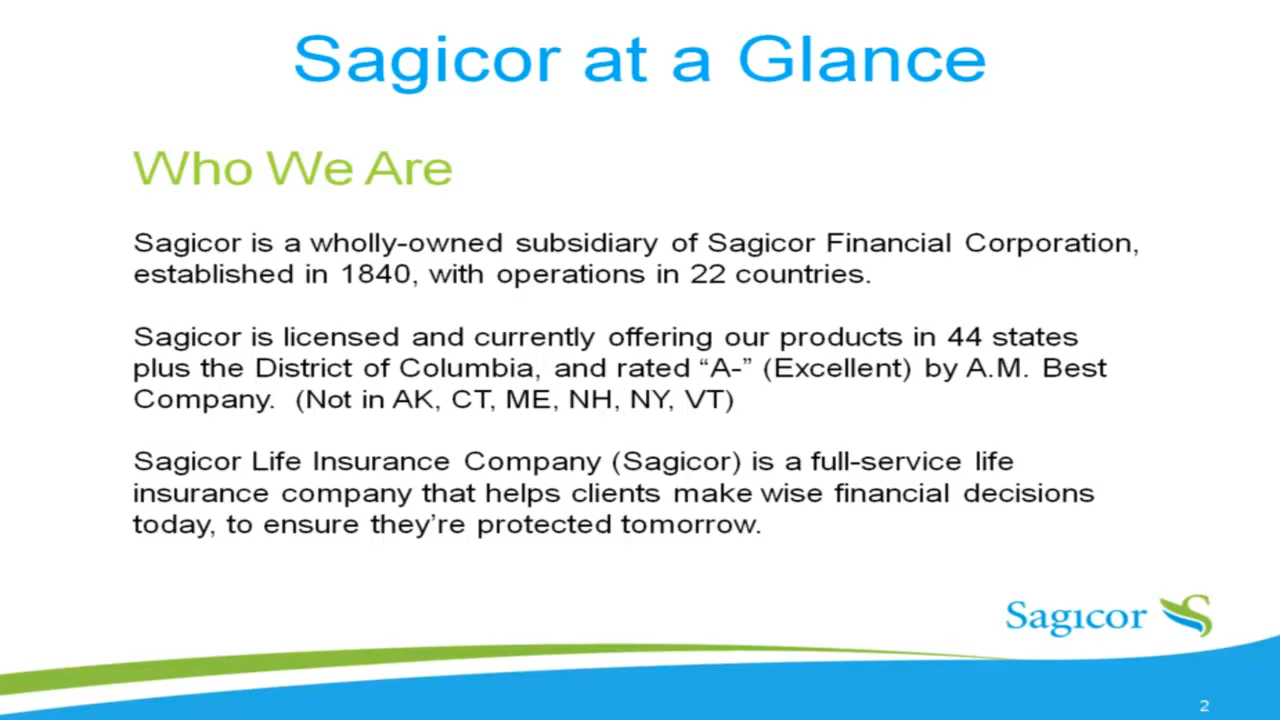 Sagicor at a Glance
Who We Are
Sagicor is a wholly-owned subsidiary of Sagicor Financial Corporation,
established in 1840, with operations in 22 countries.
Sagicor is licensed and currently offering our products in 44 states
plus the District of Columbia, and rated “A-” (Excellent) by A.M. Best
Company.  (Not in AK, CT, ME, NH, NY, VT)
Sagicor Life Insurance Company (Sagicor) is a full-service life
insurance company that helps clients make wise financial decisions
today, to ensure they’re protected tomorrow.
Sagicor
2